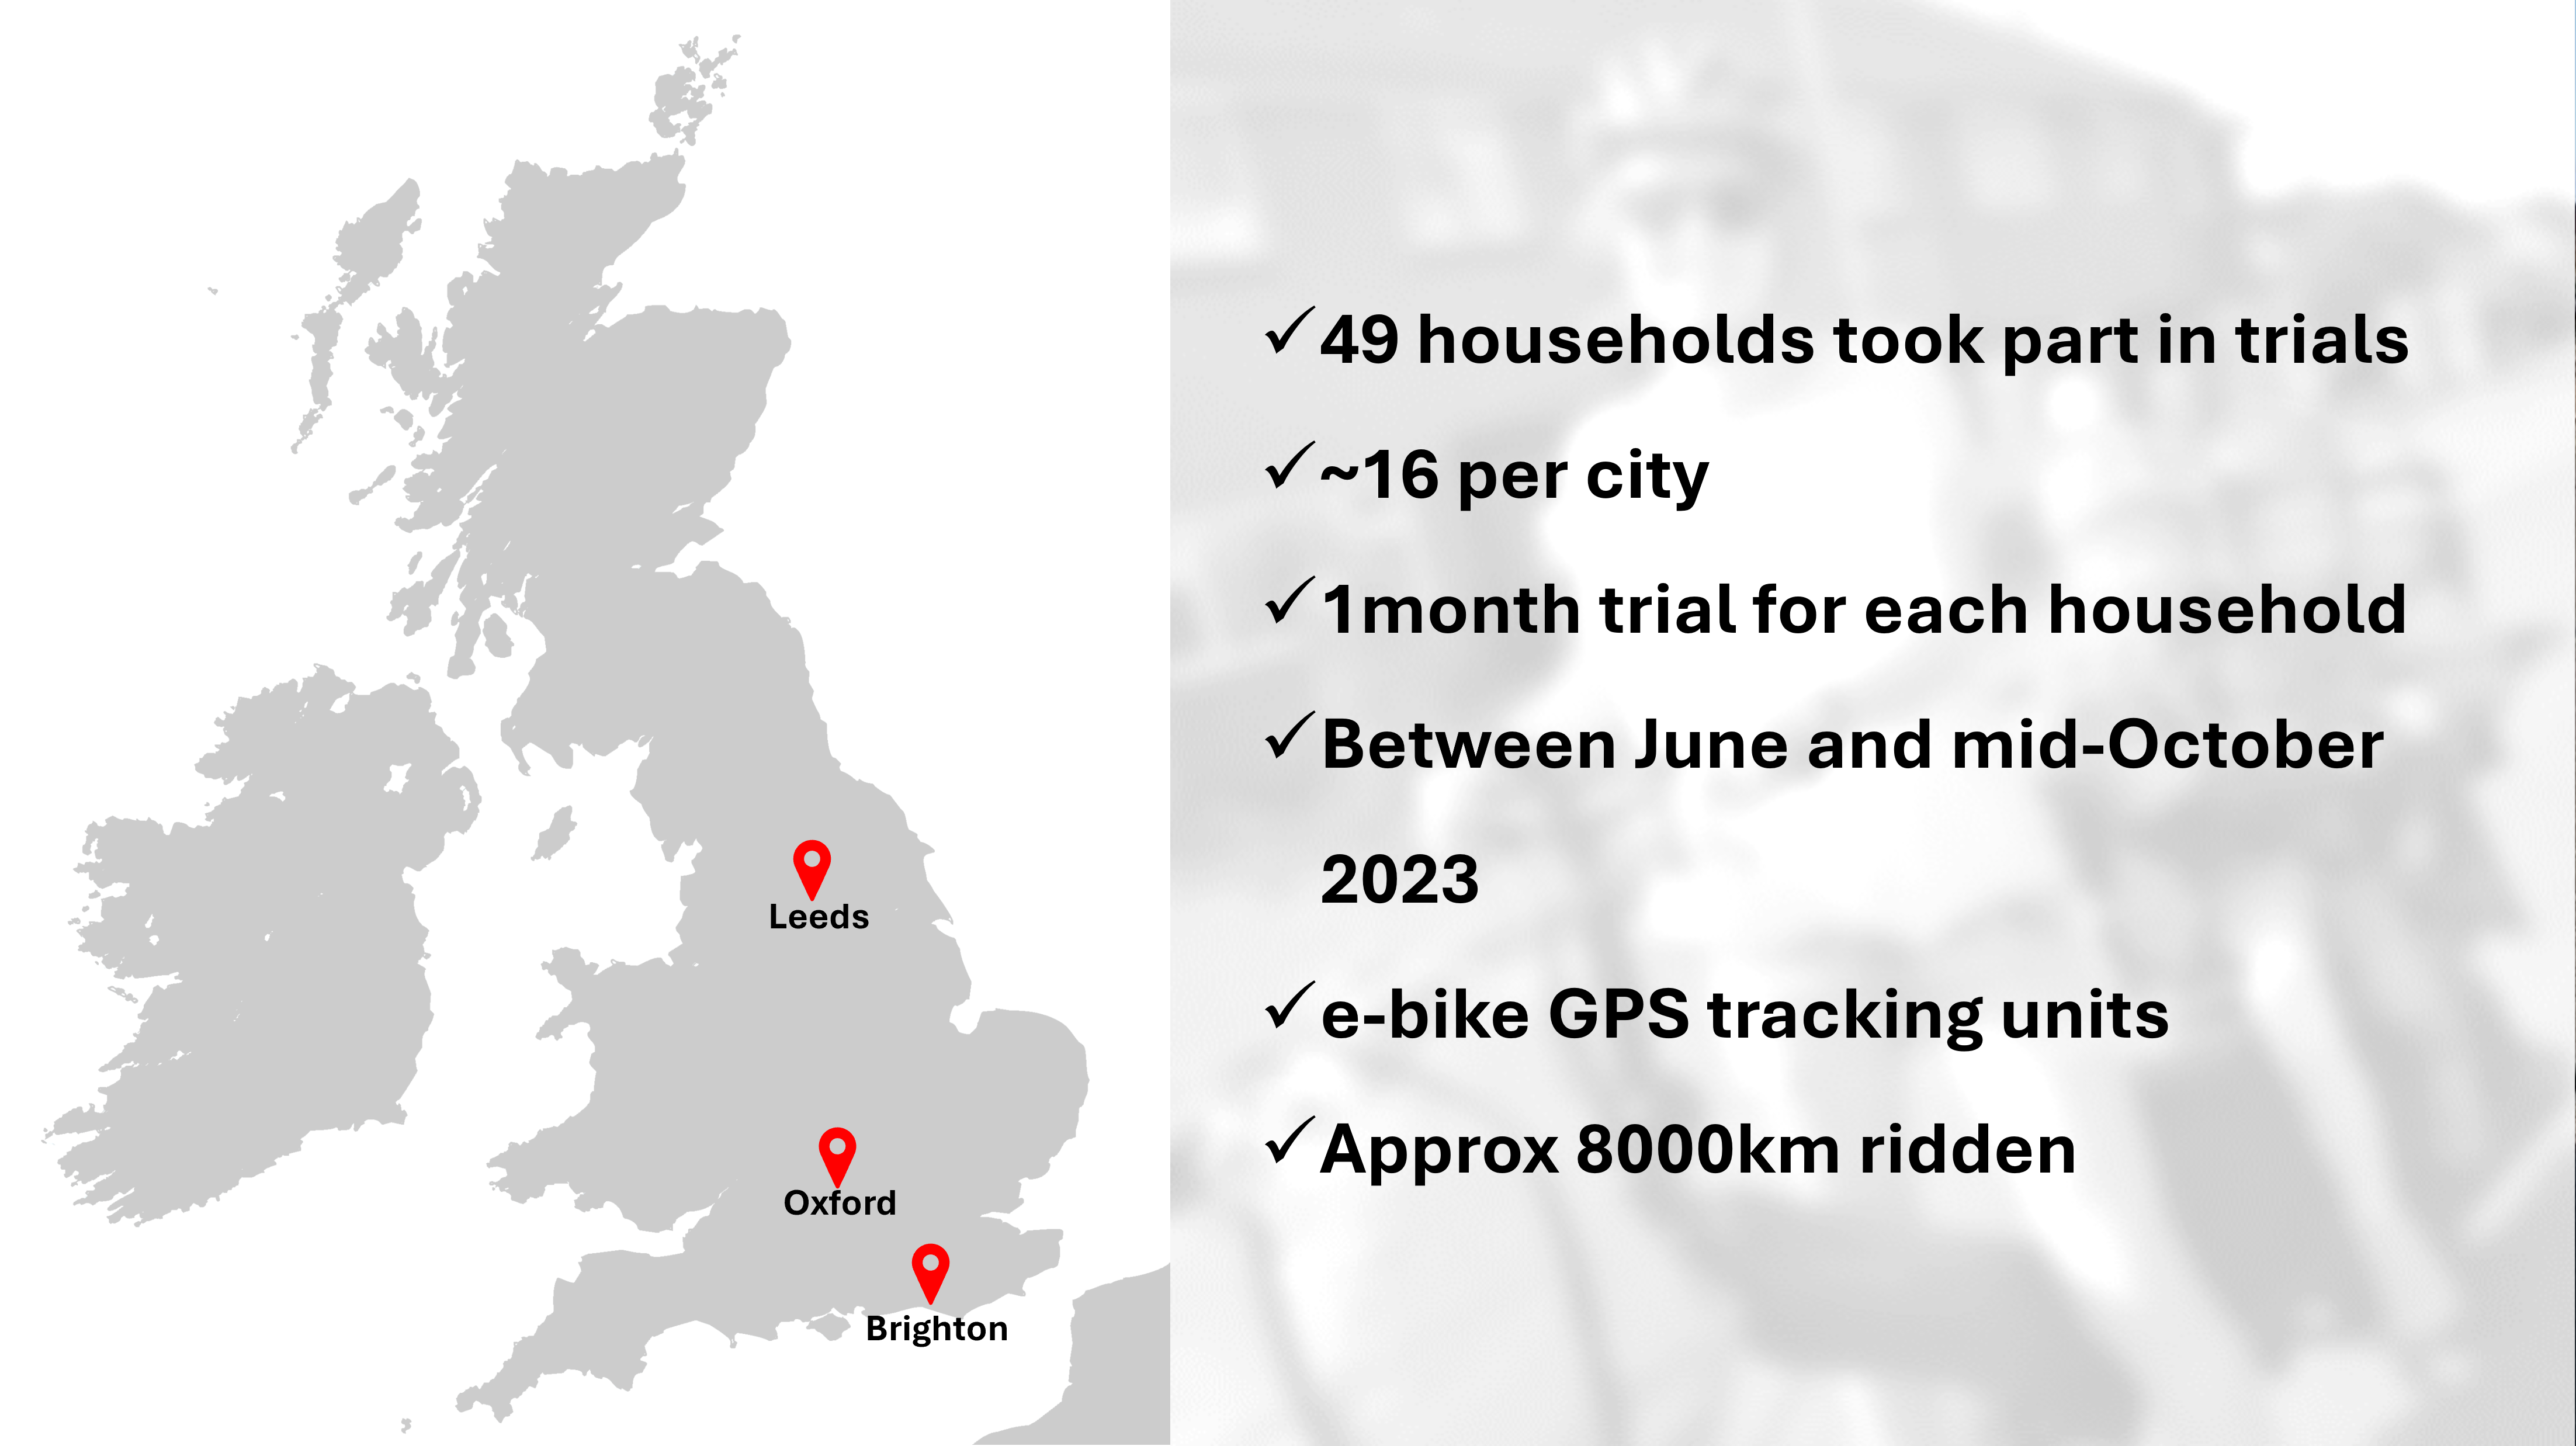 Leeds
Oxford
Brighton
✓49 households took part in trials
✓~16 per city
✓1month trial for each household
✓Between June and mid-October
2023
✓e-bike GPS tracking units
✓Approx 8000km ridden